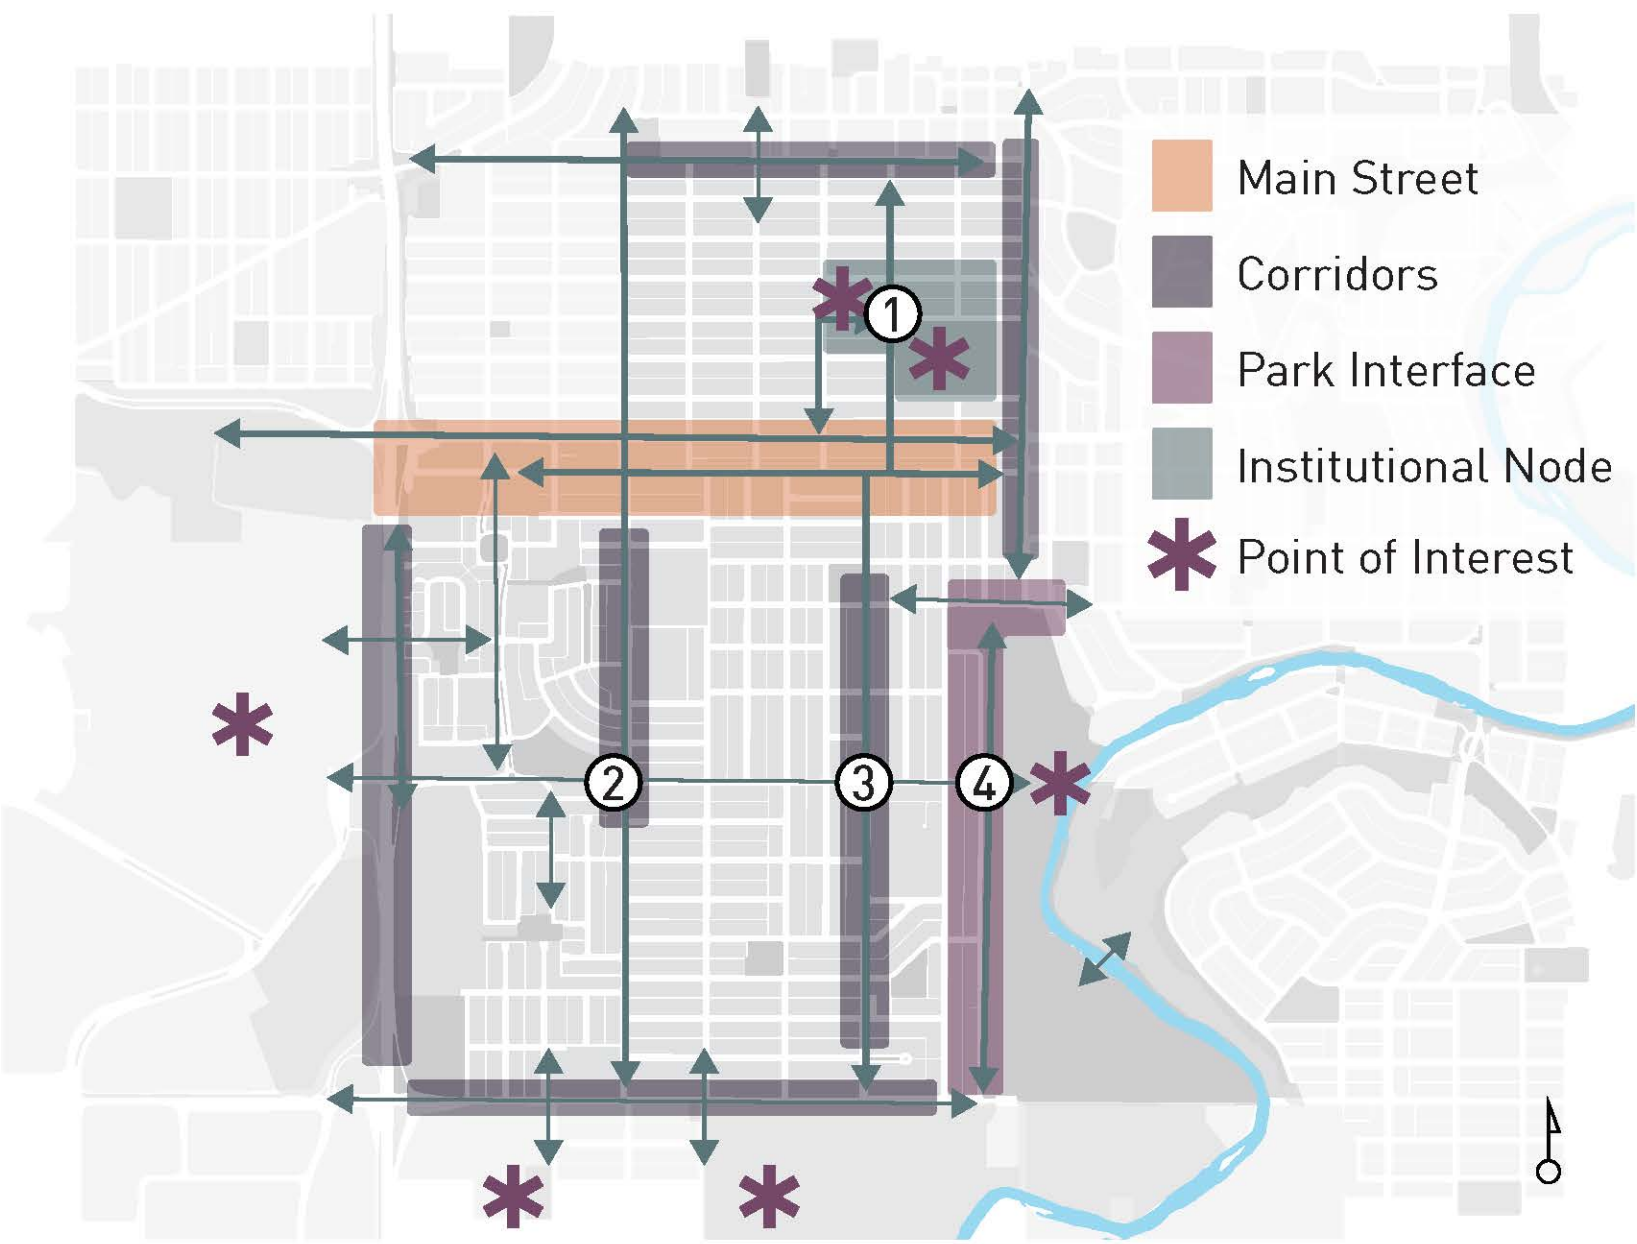 Main Street
Corridors
Park Interface
Institutional Node
Point of Interest
1
2
3
4